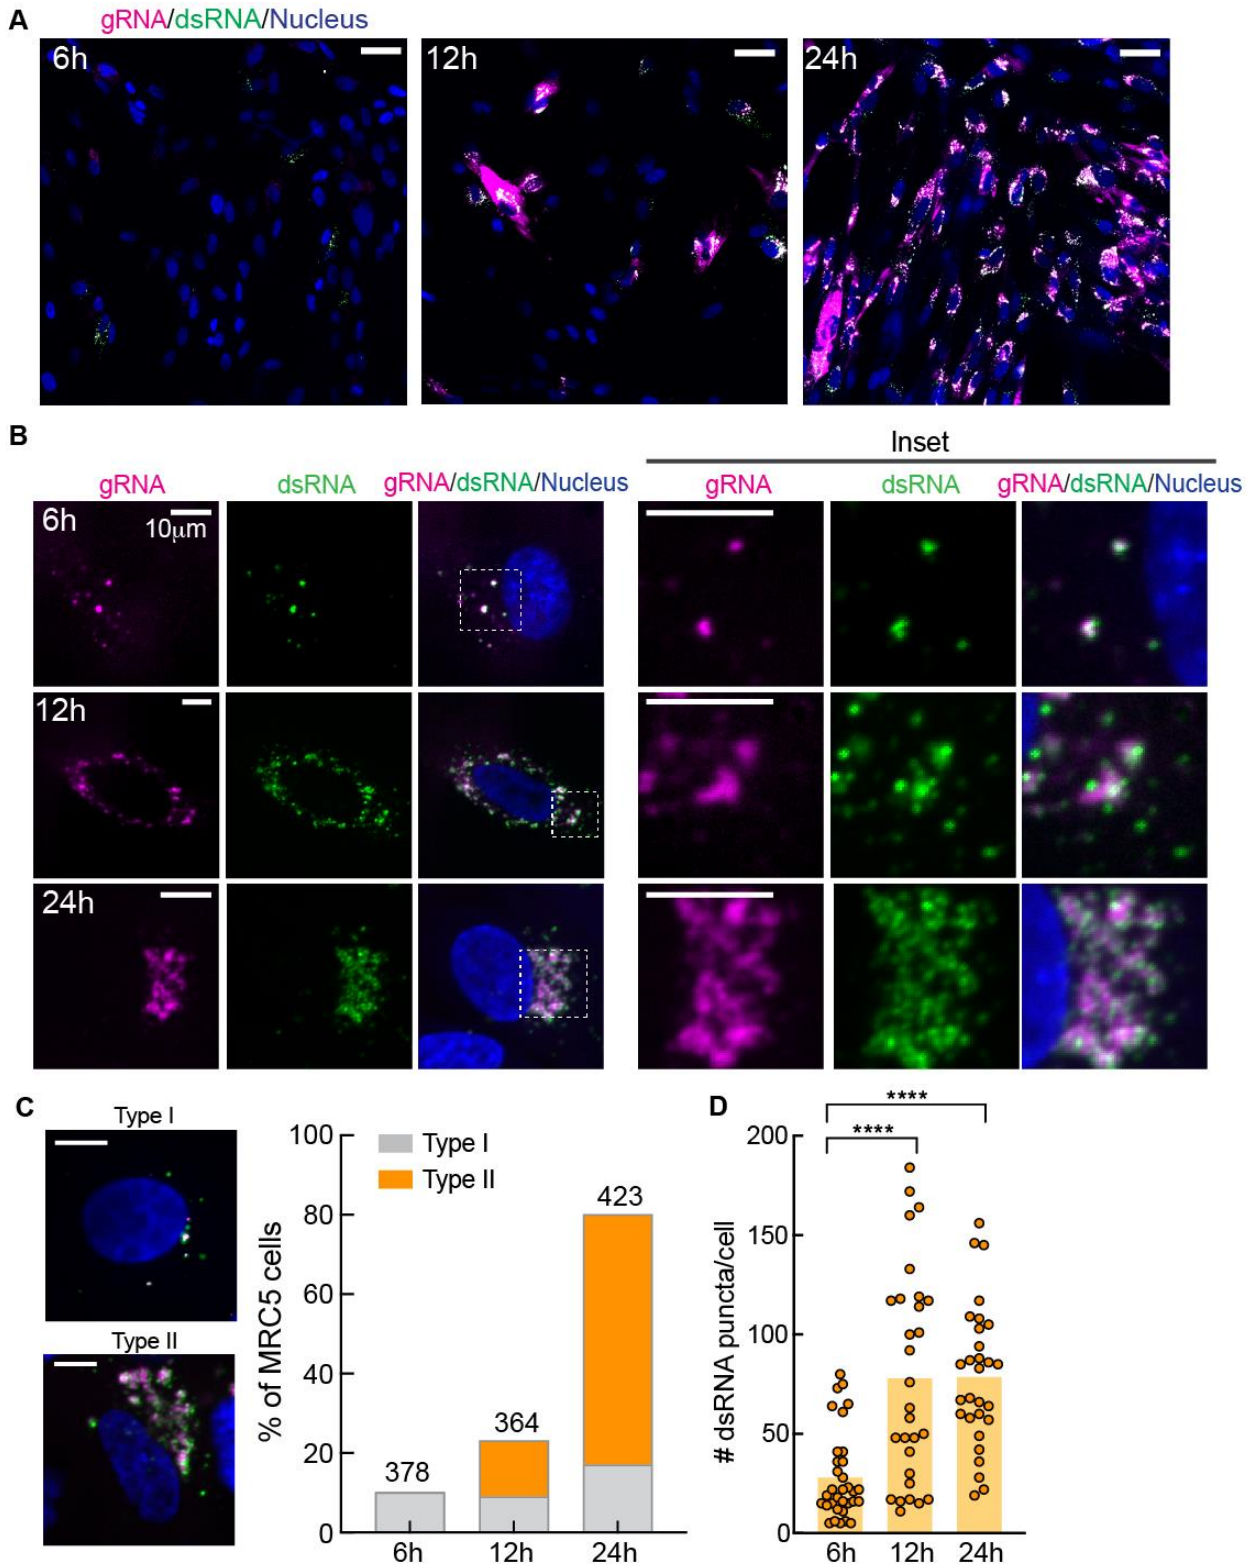 A
gRNA/dsRNA/Nucleus
6h
12h
24h
B
Inset
gRNA
dsRNA
gRNA/dsRNA/Nucleus
gRNA
dsRNA
gRNA/dsRNA/Nucleus
6h
10μm
12h
24h
C
Type I
Type II
% of MRC5 cells
100
80
60
40
20
0
Type I
Type II
378
364
423
6h
12h
24h
D
****
****
# dsRNA puncta/cell
200
150
100
50
0
6h
12h
24h